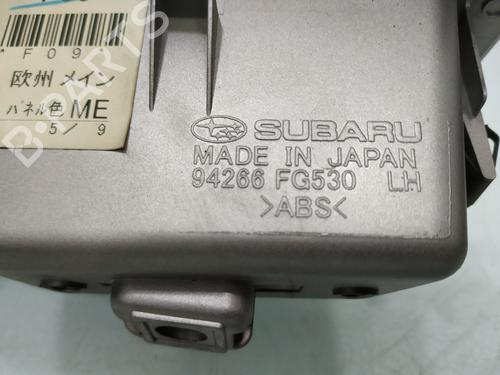 * F09
欧州 メイン
パネル色 ME
5/9
B-PARTS
SUBARU
MADE IN JAPAN
94266 FG530 LH
>ABS<